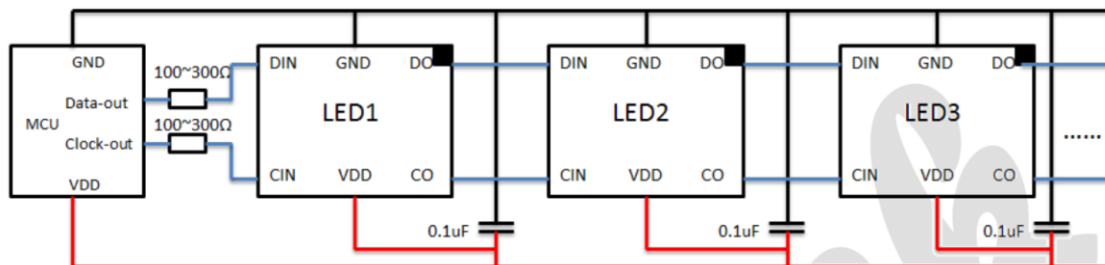 GND
Data-out
MCU
Clock-out
VDD
100~300Ω
100~300Ω
DIN GND DO
LED1
CIN VDD CO
0.1uF
DIN GND DO
LED2
CIN VDD CO
0.1uF
DIN GND DO
LED3
CIN VDD CO
0.1uF
......